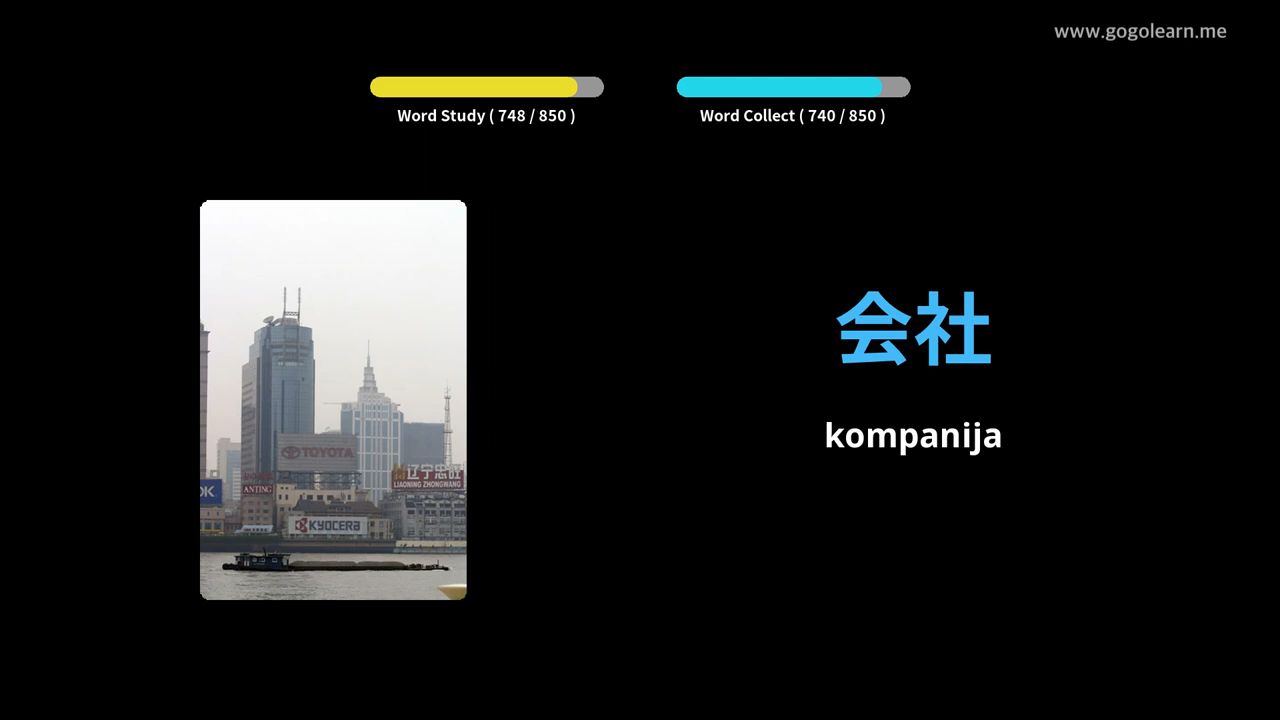 www.gogolearn.me
Word Study ( 748 / 850 )
Word Collect ( 740 / 850 )
会社
kompanija
TOYOTA
辽宁忠旺
LIAONING ZHONGWANG
OK
ANTING
KYOCERA